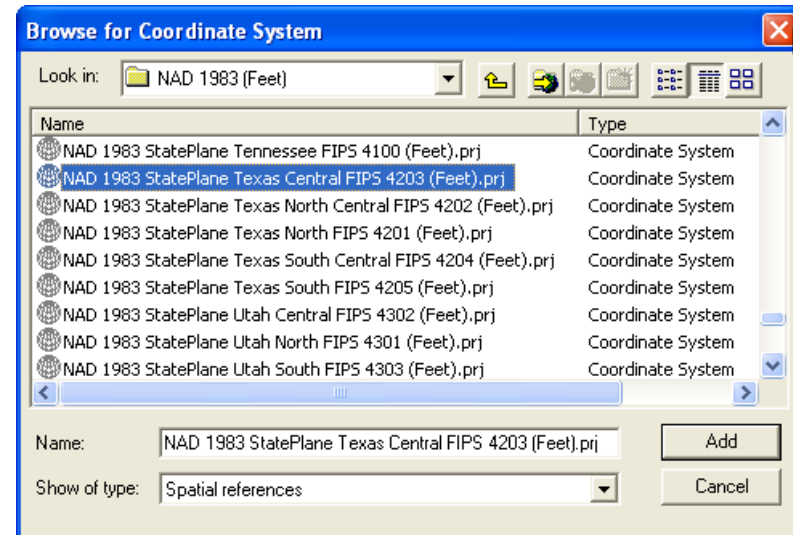 Browse for Coordinate System
Look in: NAD 1983 (Feet)
Name Type
NAD 1983 StatePlane Tennessee FIPS 4100 (Feet).prj Coordinate System
NAD 1983 StatePlane Texas Central FIPS 4203 (Feet).prj Coordinate System
NAD 1983 StatePlane Texas North Central FIPS 4202 (Feet).prj Coordinate System
NAD 1983 StatePlane Texas North FIPS 4201 (Feet).prj Coordinate System
NAD 1983 StatePlane Texas South Central FIPS 4204 (Feet).prj Coordinate System
NAD 1983 StatePlane Texas South FIPS 4205 (Feet).prj Coordinate System
NAD 1983 StatePlane Utah Central FIPS 4302 (Feet).prj Coordinate System
NAD 1983 StatePlane Utah North FIPS 4301 (Feet).prj Coordinate System
NAD 1983 StatePlane Utah South FIPS 4303 (Feet).prj Coordinate System
Name: NAD 1983 StatePlane Texas Central FIPS 4203 (Feet).prj Add
Show of type: Spatial references Cancel